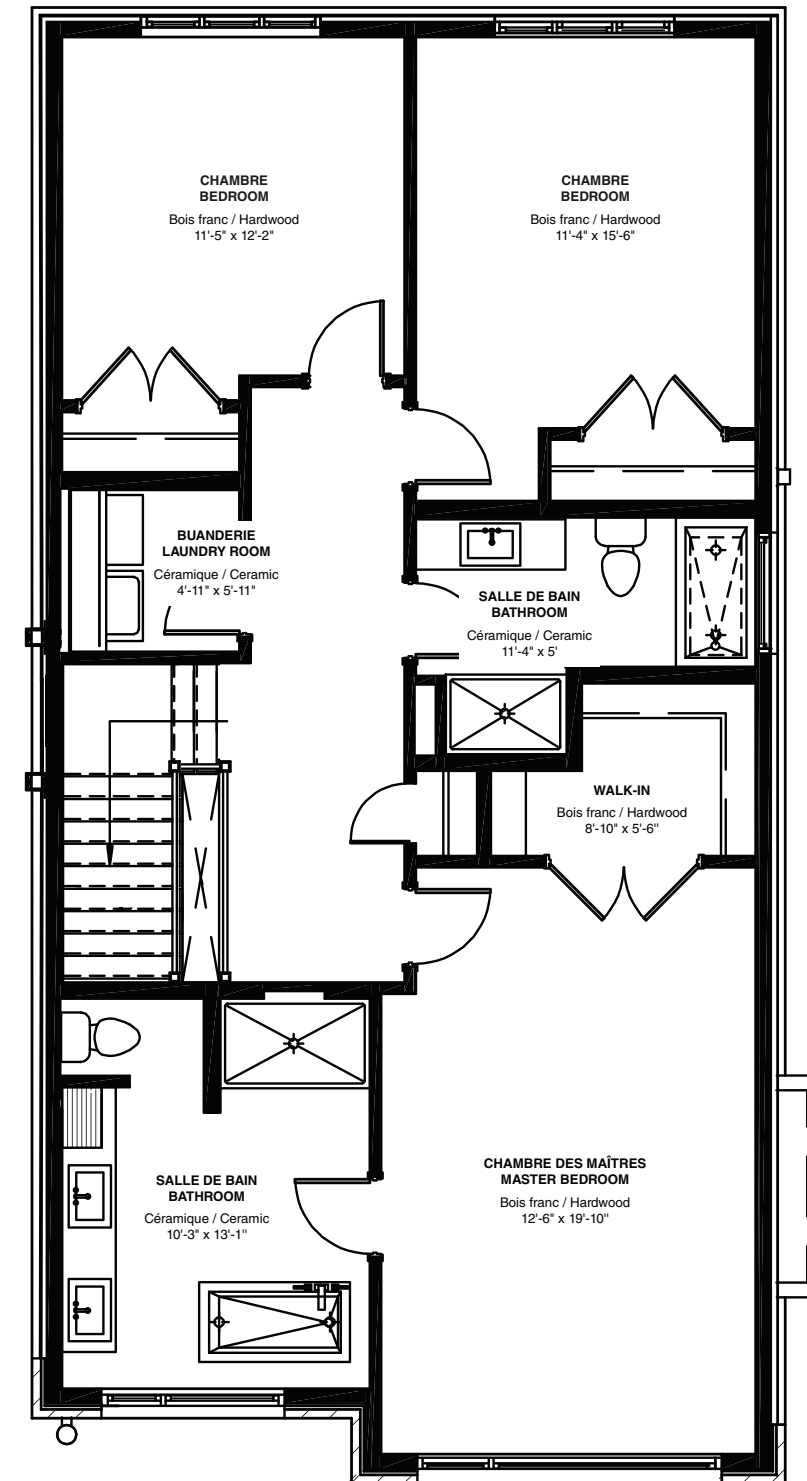 CHAMBRE
BEDROOM
Bois franc / Hardwood
11'-5" x 12'-2"
CHAMBRE
BEDROOM
Bois franc / Hardwood
11'-4" x 15'-6"
BUANDERIE
LAUNDRY ROOM
Céramique / Ceramic
4'-11" x 5'-11"
SALLE DE BAIN
BATHROOM
Céramique / Ceramic
11'-4" x 5'
WALK-IN
Bois franc / Hardwood
8'-10" x 5'-6"
SALLE DE BAIN
BATHROOM
Céramique / Ceramic
10'-3" x 13'-1"
CHAMBRE DES MAÎTRES
MASTER BEDROOM
Bois franc / Hardwood
12'-6" x 19'-10"